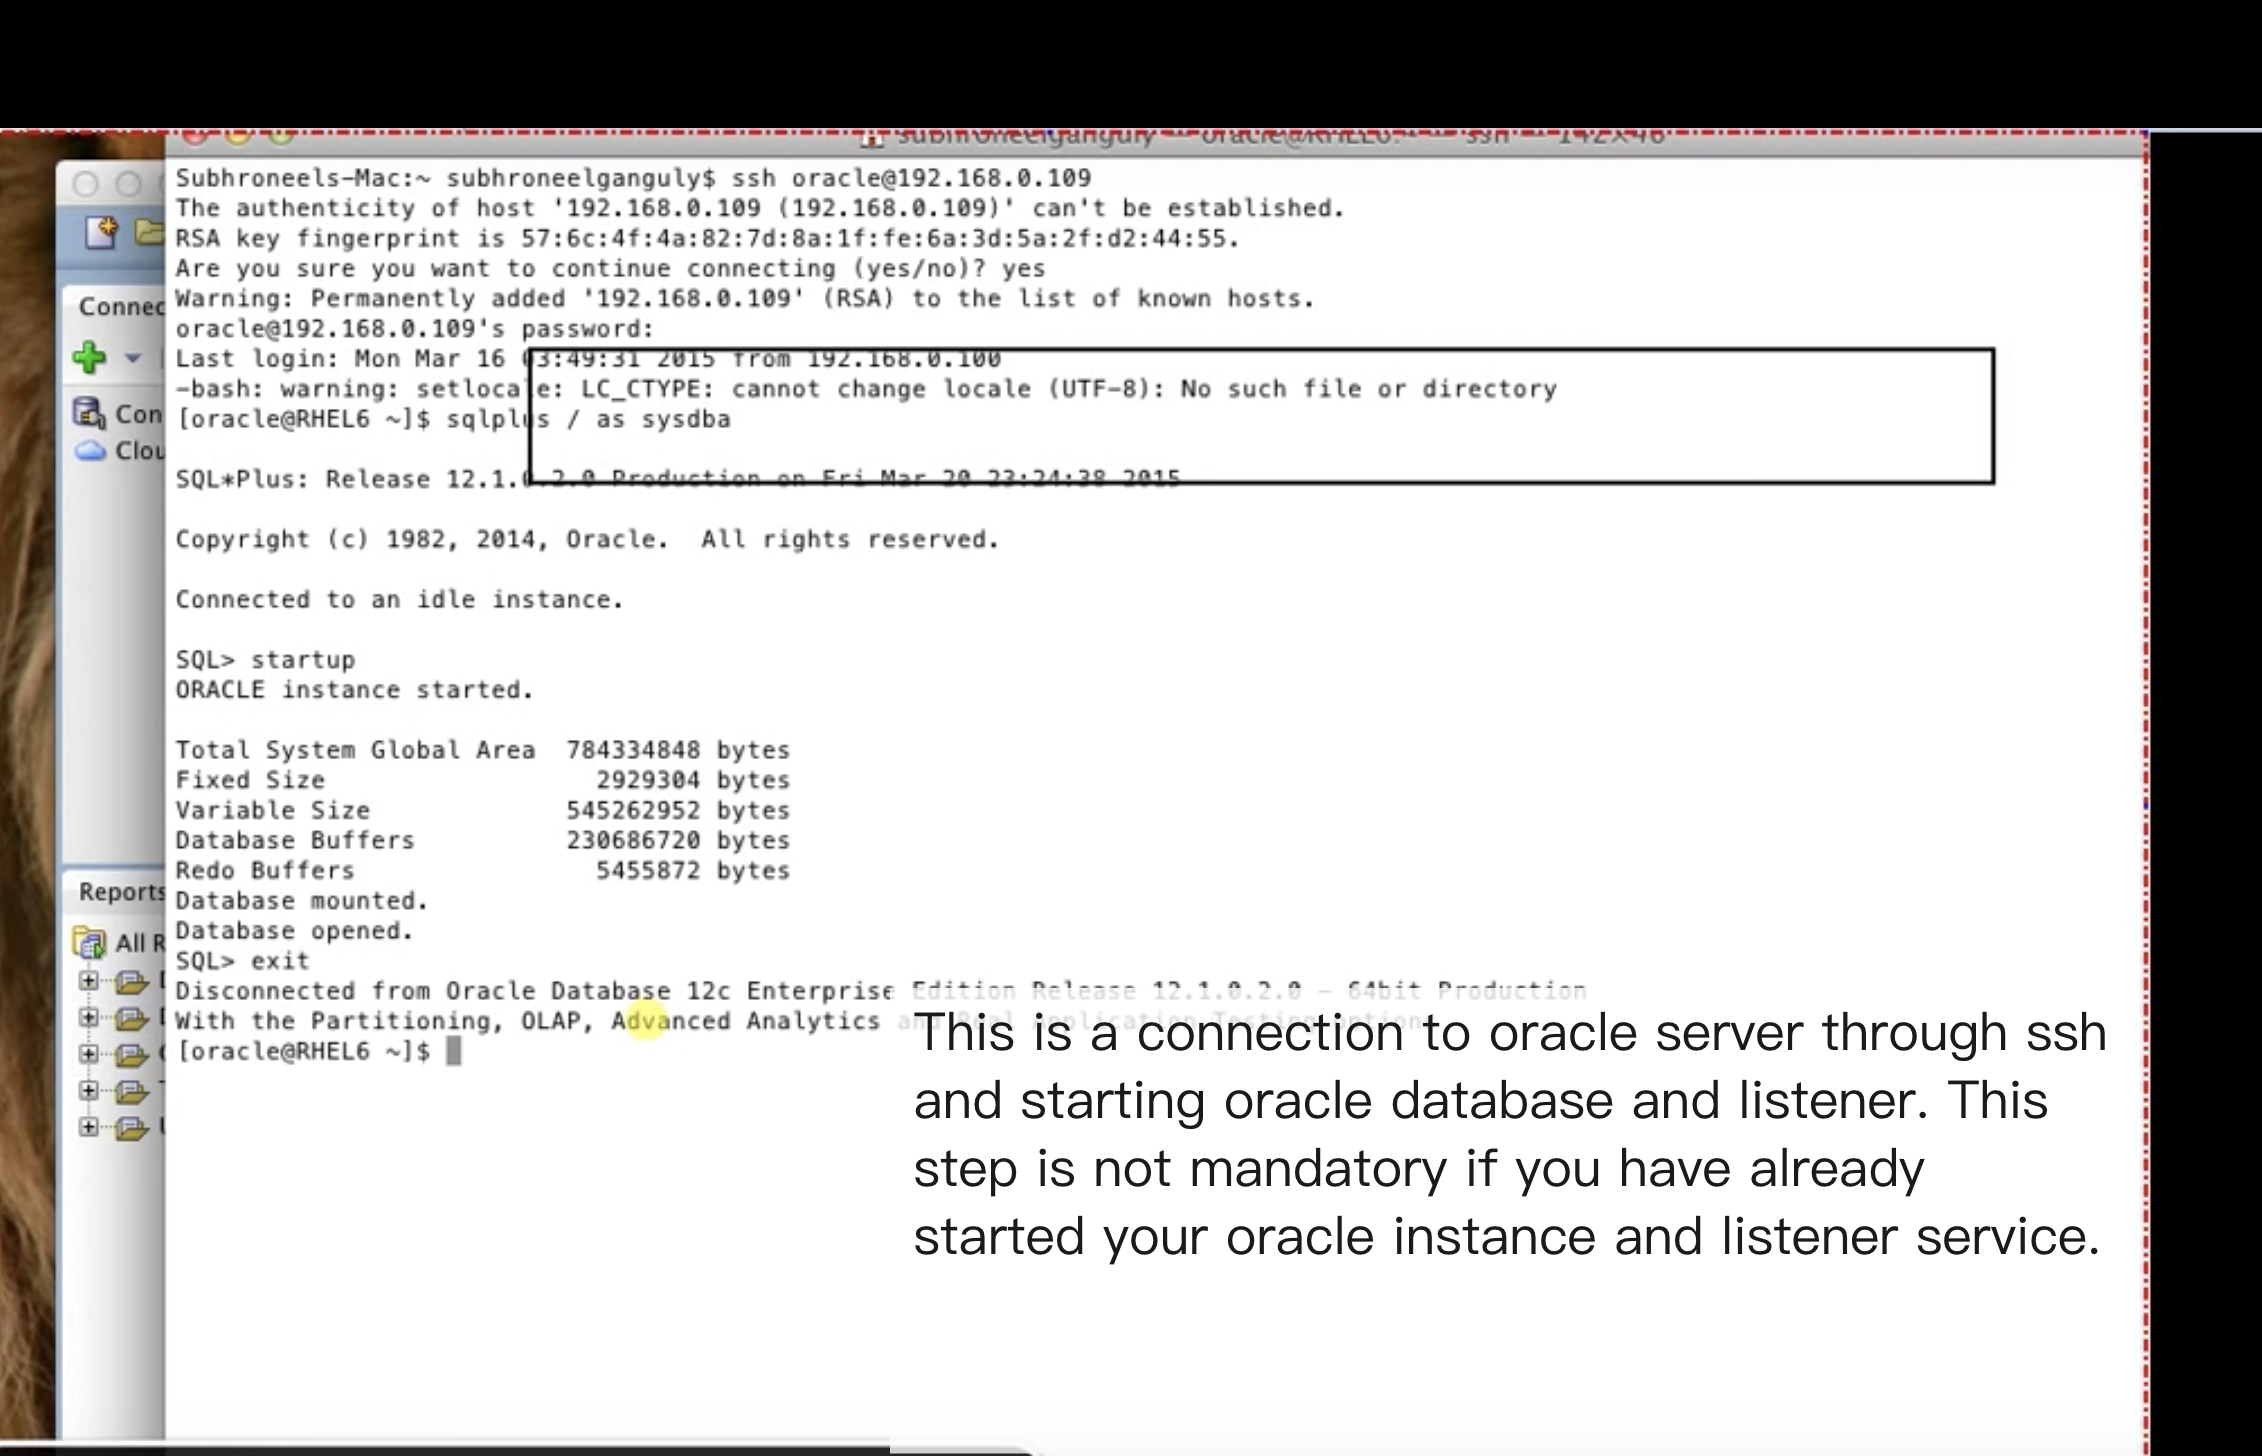 subhroneelganguly — oracle@RHEL6:~ — ssh — 142×46
Subhroneels-Mac:~ subhroneelganguly$ ssh oracle@192.168.0.109
The authenticity of host '192.168.0.109 (192.168.0.109)' can't be established.
RSA key fingerprint is 57:6c:4f:4a:82:7d:8a:1f:fe:6a:3d:5a:2f:d2:44:55.
Are you sure you want to continue connecting (yes/no)? yes
Warning: Permanently added '192.168.0.109' (RSA) to the list of known hosts.
oracle@192.168.0.109's password:
Last login: Mon Mar 16 03:49:31 2015 from 192.168.0.100
-bash: warning: setlocale: LC_CTYPE: cannot change locale (UTF-8): No such file or directory
[oracle@RHEL6 ~]$ sqlplus / as sysdba
SQL*Plus: Release 12.1.0.2.0 Production on Fri Mar 20 23:24:38 2015
Copyright (c) 1982, 2014, Oracle.  All rights reserved.
Connected to an idle instance.
SQL> startup
ORACLE instance started.
Total System Global Area  784334848 bytes
Fixed Size                  2929304 bytes
Variable Size             545262952 bytes
Database Buffers          230686720 bytes
Redo Buffers                5455872 bytes
Database mounted.
Database opened.
SQL> exit
Disconnected from Oracle Database 12c Enterprise Edition Release 12.1.0.2.0 - 64bit Production
With the Partitioning, OLAP, Advanced Analytics and Real Application Testing options
[oracle@RHEL6 ~]$
Connec
Con
Clou
Reports
All R
This is a connection to oracle server through ssh
and starting oracle database and listener. This
step is not mandatory if you have already
started your oracle instance and listener service.